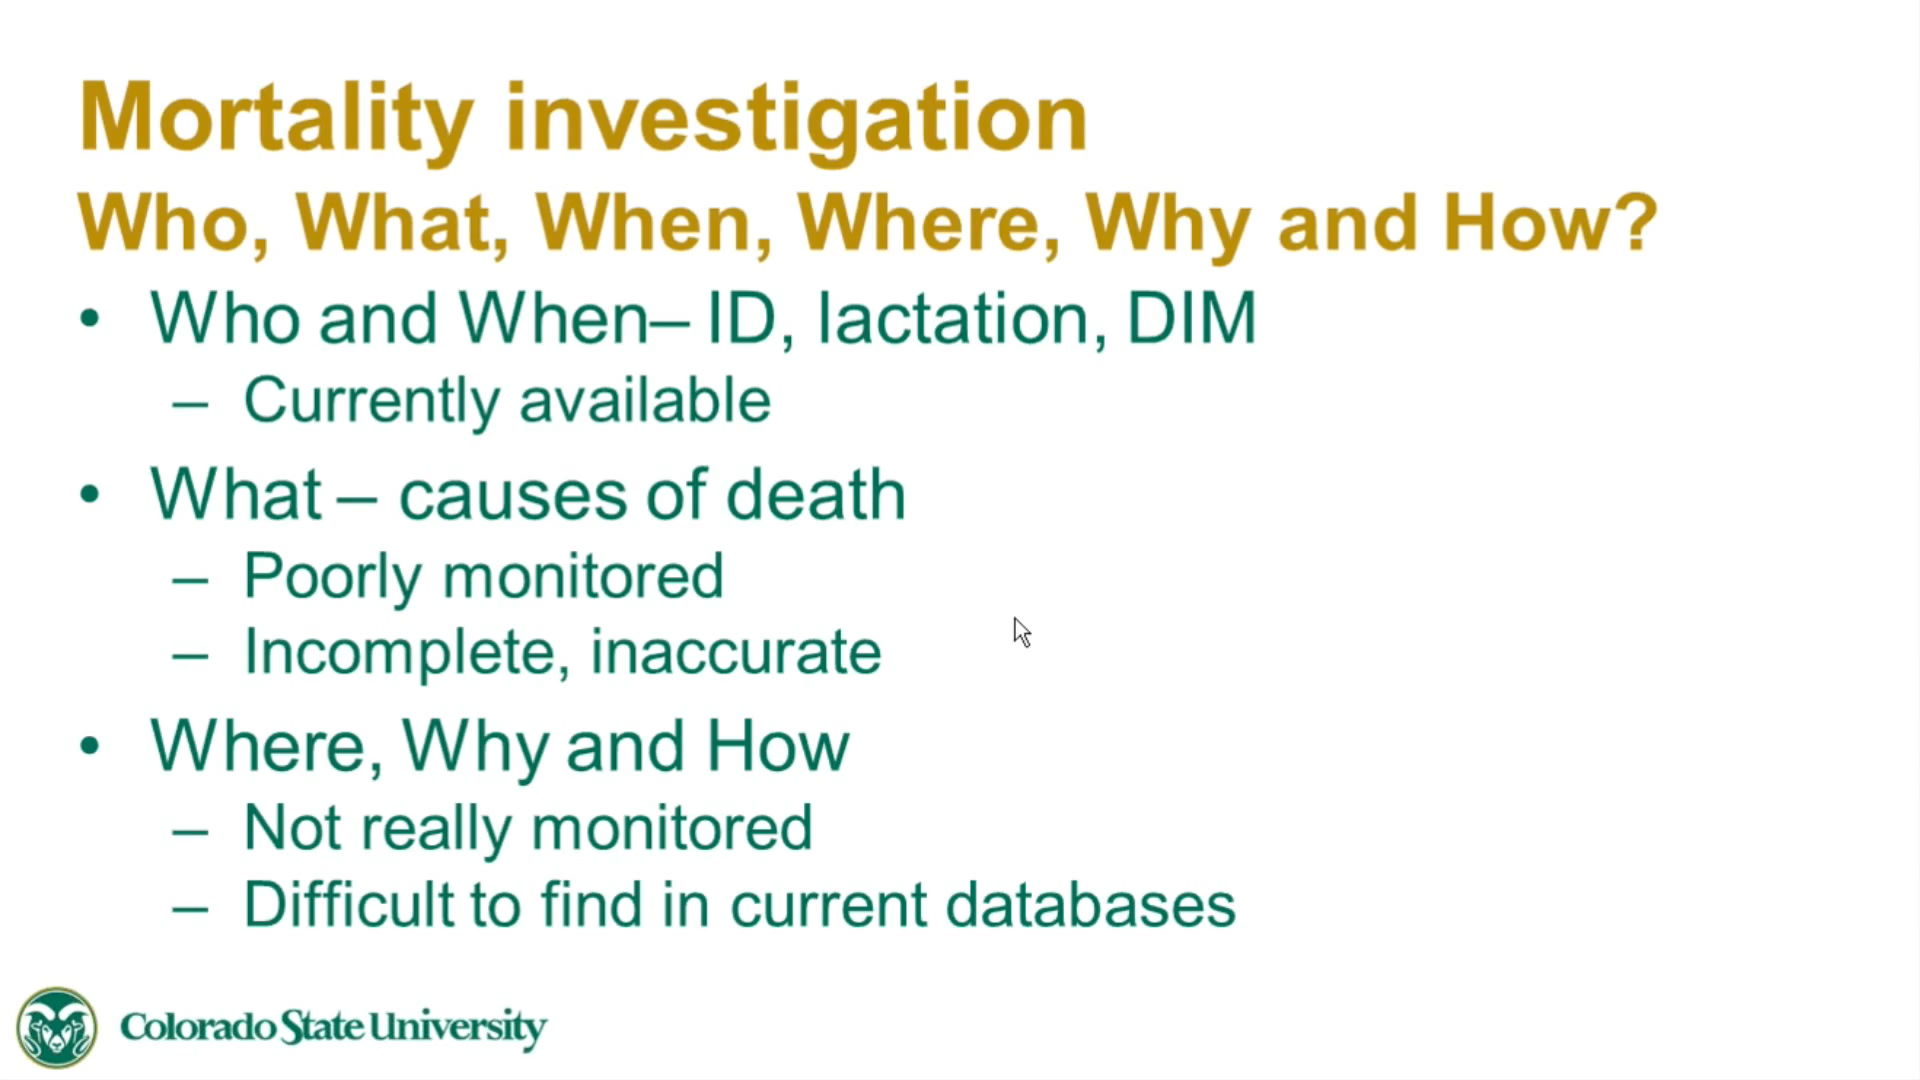 Mortality investigation
Who, What, When, Where, Why and How?
• Who and When– ID, lactation, DIM
– Currently available
• What – causes of death
– Poorly monitored
– Incomplete, inaccurate
• Where, Why and How
– Not really monitored
– Difficult to find in current databases
Colorado State University